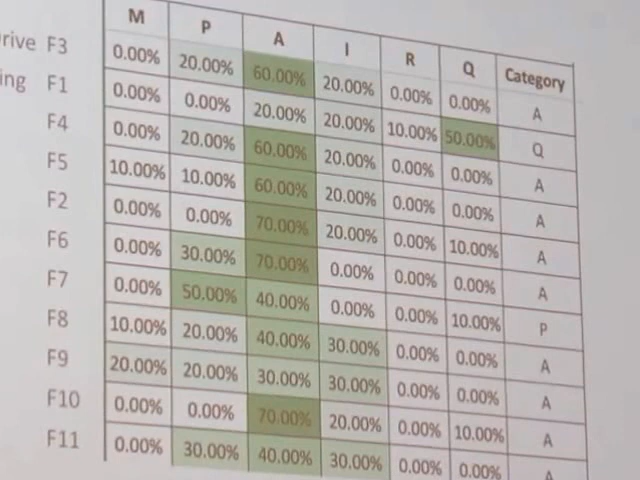 M P A I R Q Category
rive F3 0.00% 20.00% 60.00% 20.00% 0.00% 0.00% A
ing F1 0.00% 0.00% 20.00% 20.00% 10.00% 50.00% Q
F4 0.00% 20.00% 60.00% 20.00% 0.00% 0.00% A
F5 10.00% 10.00% 60.00% 20.00% 0.00% 0.00% A
F2 0.00% 0.00% 70.00% 20.00% 0.00% 10.00% A
F6 0.00% 30.00% 70.00% 0.00% 0.00% 0.00% A
F7 0.00% 50.00% 40.00% 0.00% 0.00% 10.00% P
F8 10.00% 20.00% 40.00% 30.00% 0.00% 0.00% A
F9 20.00% 20.00% 30.00% 30.00% 0.00% 0.00% A
F10 0.00% 0.00% 70.00% 20.00% 0.00% 10.00% A
F11 0.00% 30.00% 40.00% 30.00% 0.00% 0.00% A